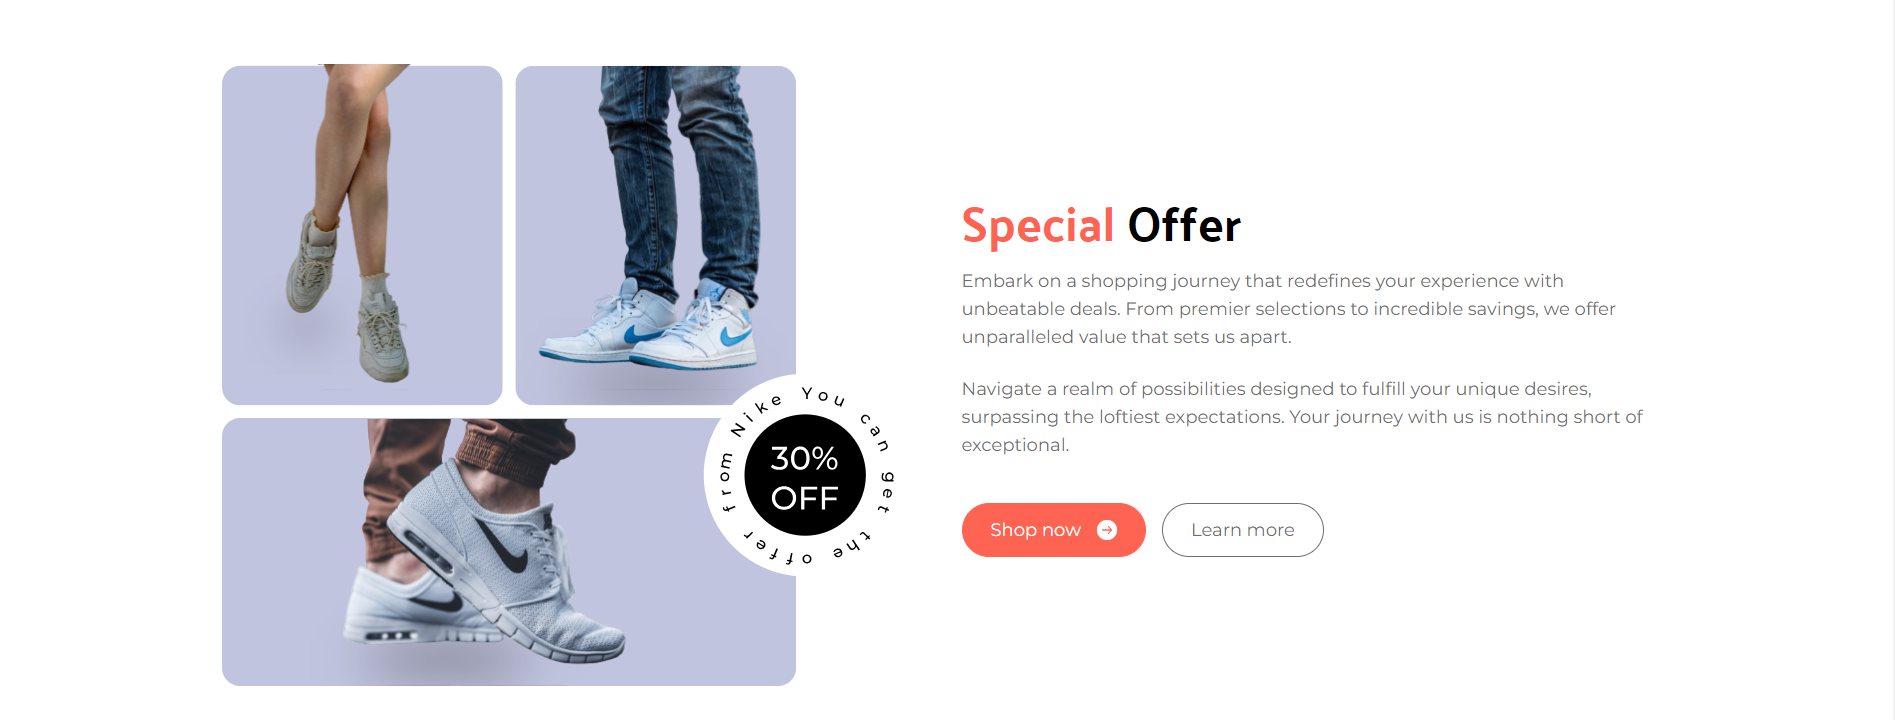 You can get the offer from Nike
30%
OFF
Special Offer
Embark on a shopping journey that redefines your experience with
unbeatable deals. From premier selections to incredible savings, we offer
unparalleled value that sets us apart.
Navigate a realm of possibilities designed to fulfill your unique desires,
surpassing the loftiest expectations. Your journey with us is nothing short of
exceptional.
Shop now
Learn more